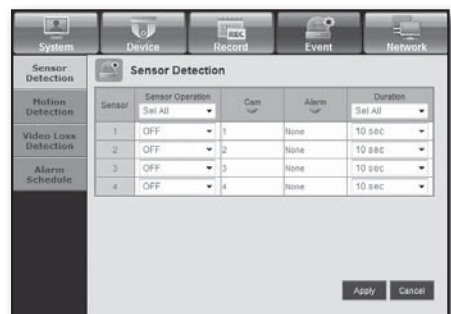 System Device Record Event Network
REC
Sensor Detection
Motion Detection
Video Loss Detection
Alarm Schedule
Sensor Detection
Sensor Sensor Operation Cam Alarm Duration
Sel All Sel All
1 OFF 1 None 10 sec
2 OFF 2 None 10 sec
3 OFF 3 None 10 sec
4 OFF 4 None 10 sec
Apply Cancel